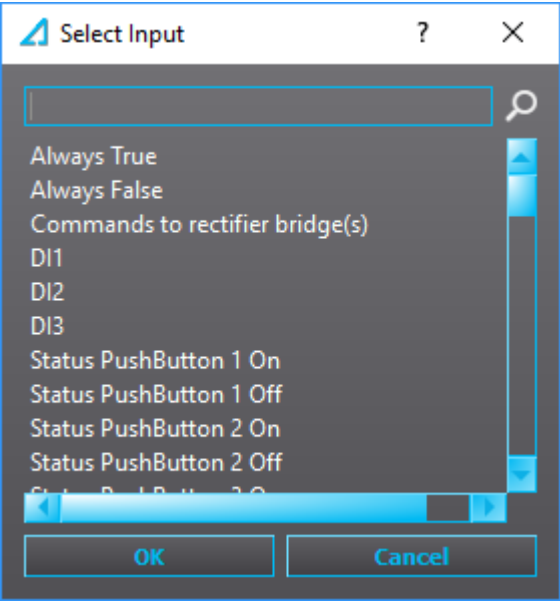 Select Input
?
Always True
Always False
Commands to rectifier bridge(s)
DI1
DI2
DI3
Status PushButton 1 On
Status PushButton 1 Off
Status PushButton 2 On
Status PushButton 2 Off
OK
Cancel